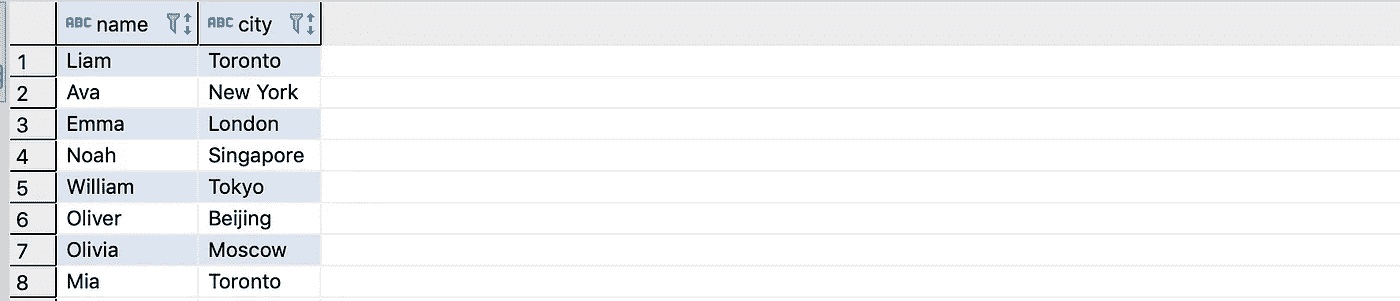 ABC name ABC city
1 Liam Toronto
2 Ava New York
3 Emma London
4 Noah Singapore
5 William Tokyo
6 Oliver Beijing
7 Olivia Moscow
8 Mia Toronto